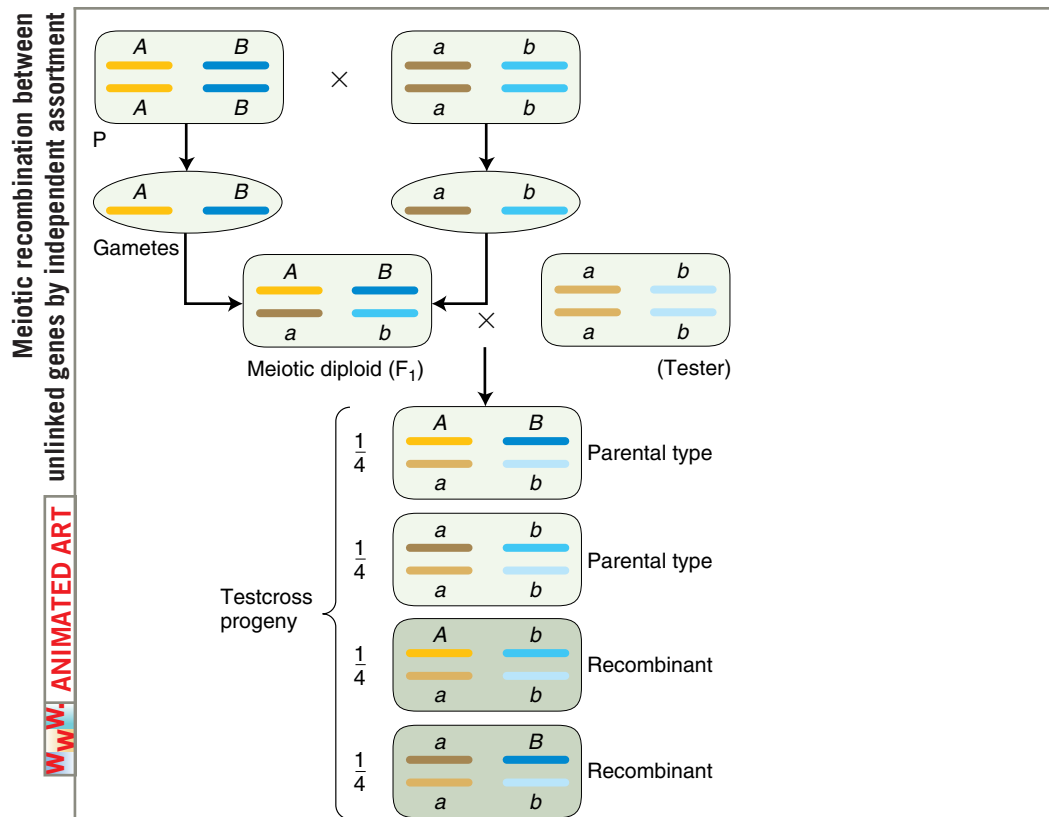 Meiotic recombination between
unlinked genes by independent assortment
WWW. ANIMATED ART
A B
A B
P
×
a b
a b
A B
Gametes
a b
A B
a b
Meiotic diploid (F1)
×
a b
a b
(Tester)
Testcross
progeny
1/4
A B
a b
Parental type
1/4
a b
a b
Parental type
1/4
A b
a b
Recombinant
1/4
a B
a b
Recombinant